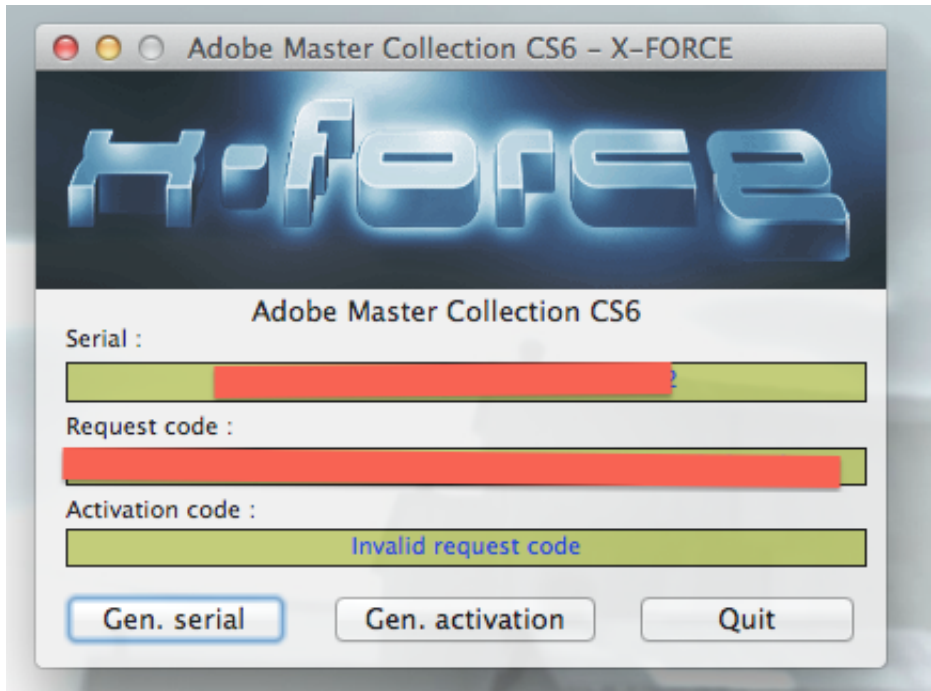 Adobe Master Collection CS6 – X-FORCE
x-force
Adobe Master Collection CS6
Serial :
2
Request code :
Activation code :
Invalid request code
Gen. serial
Gen. activation
Quit